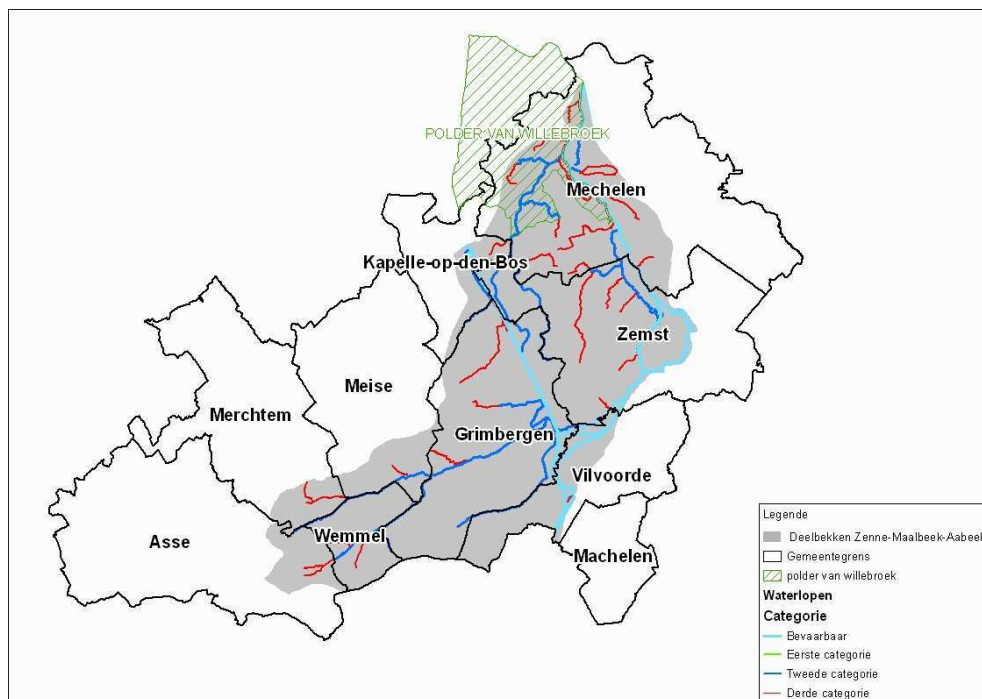 POLDER VAN WILLEBROEK
Mechelen
Kapelle-op-den-Bos
Zemst
Meise
Merchtem
Grimbergen
Vilvoorde
Asse
Wemmel
Machelen
Legende
Deelbekken Zenne-Maalbeek-Aabeek
Gemeentegrens
polder van willebroek
Waterlopen
Categorie
Bevaarbaar
Eerste categorie
Tweede categorie
Derde categorie